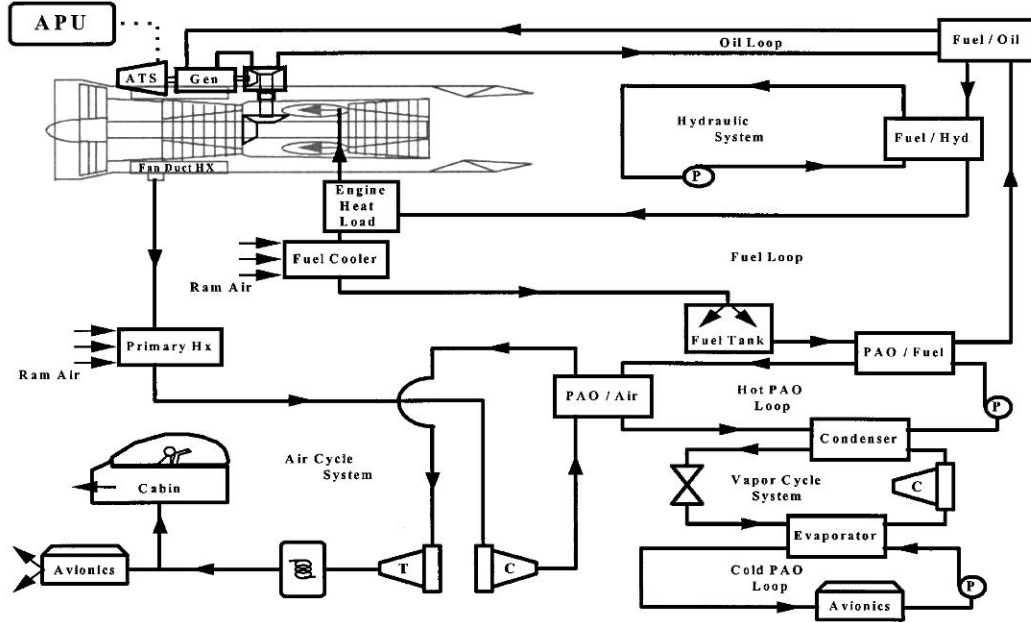 APU
Oil Loop
Fuel / Oil
ATS
Gen
Hydraulic
System
Fuel / Hyd
P
Fan Duct HX
Engine
Heat
Load
Fuel Cooler
Ram Air
Fuel Loop
Fuel Tank
Primary Hx
Ram Air
PAO / Fuel
PAO / Air
Hot PAO
Loop
P
Condenser
Air Cycle
System
Cabin
Vapor Cycle
System
C
Evaporator
Avionics
T
C
Cold PAO
Loop
P
Avionics